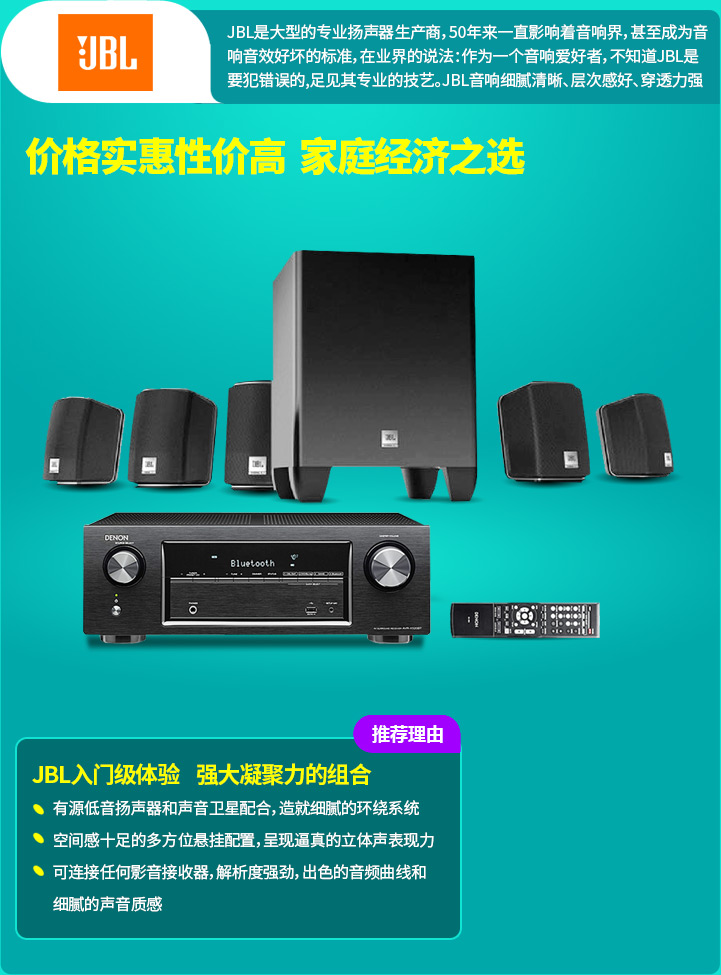 JBL
JBL是大型的专业扬声器生产商，50年来一直影响着音响界，甚至成为音
响音效好坏的标准，在业界的说法：作为一个音响爱好者，不知道JBL是
要犯错误的,足见其专业的技艺。JBL音响细腻清晰、层次感好、穿透力强
价格实惠性价高 家庭经济之选
JBL
DENON
Bluetooth
DENON
推荐理由
JBL入门级体验 强大凝聚力的组合
有源低音扬声器和声音卫星配合，造就细腻的环绕系统
空间感十足的多方位悬挂配置，呈现逼真的立体声表现力
可连接任何影音接收器，解析度强劲，出色的音频曲线和
细腻的声音质感